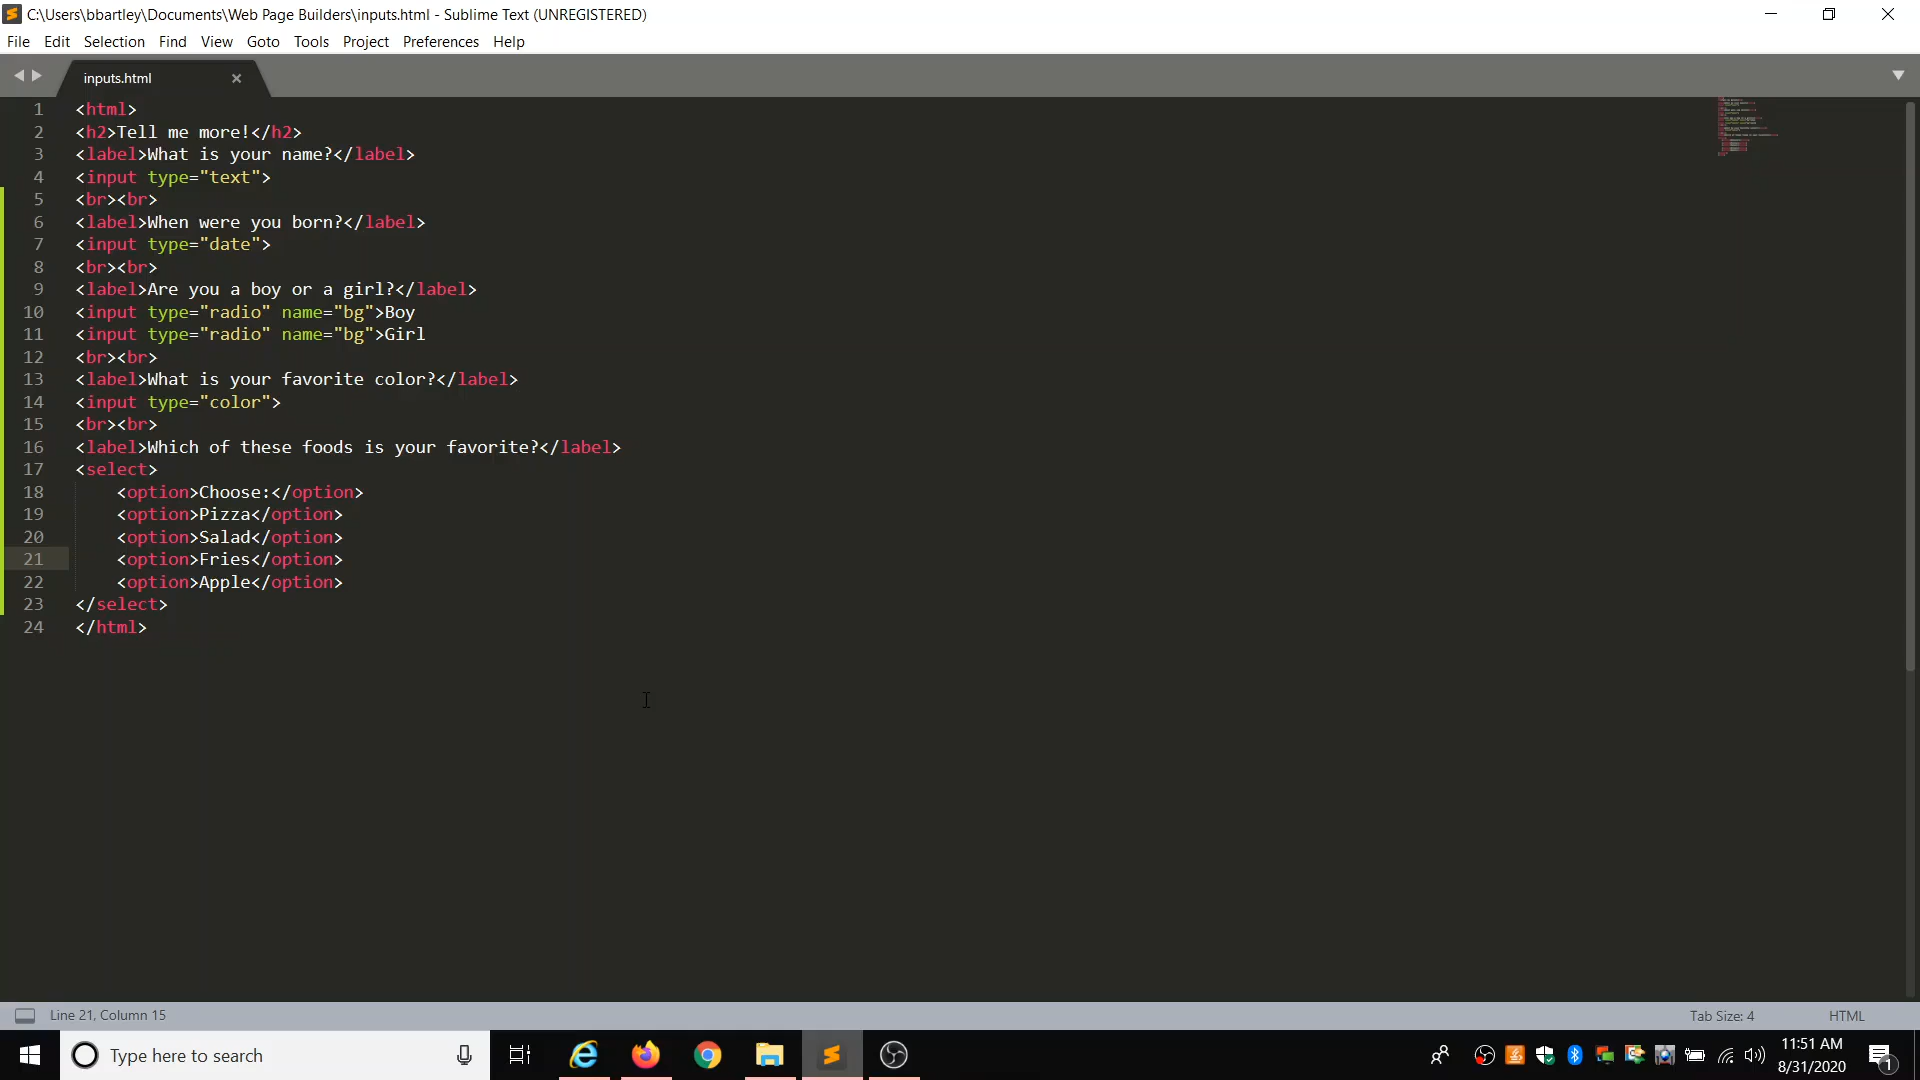 C:\Users\bbartley\Documents\Web Page Builders\inputs.html - Sublime Text (UNREGISTERED)
File Edit Selection Find View Goto Tools Project Preferences Help
inputs.html
1 <html>
2 <h2>Tell me more!</h2>
3 <label>What is your name?</label>
4 <input type="text">
5 <br><br>
6 <label>When were you born?</label>
7 <input type="date">
8 <br><br>
9 <label>Are you a boy or a girl?</label>
10 <input type="radio" name="bg">Boy
11 <input type="radio" name="bg">Girl
12 <br><br>
13 <label>What is your favorite color?</label>
14 <input type="color">
15 <br><br>
16 <label>Which of these foods is your favorite?</label>
17 <select>
18 <option>Choose:</option>
19 <option>Pizza</option>
20 <option>Salad</option>
21 <option>Fries</option>
22 <option>Apple</option>
23 </select>
24 </html>
Line 21, Column 15 Tab Size: 4 HTML
Type here to search
11:51 AM
8/31/2020
1